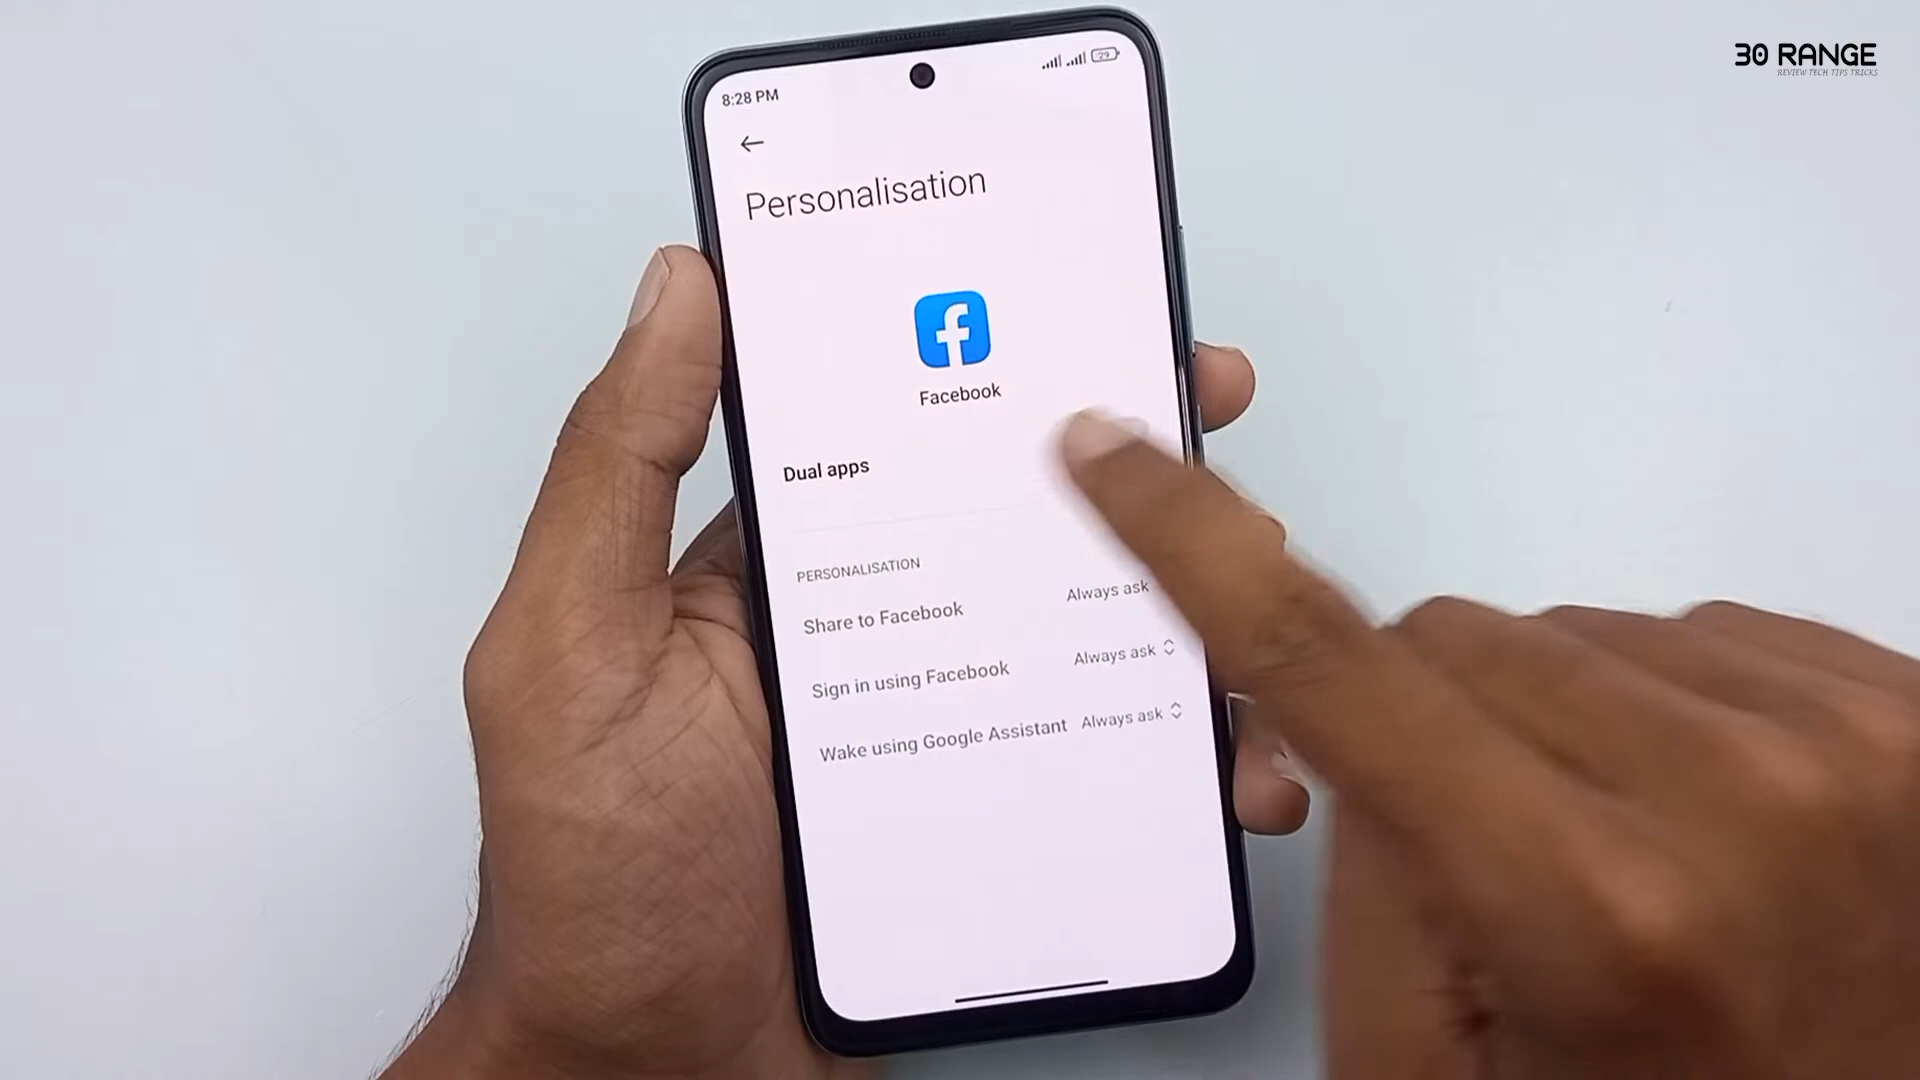 30 RANGE
REVIEW TECH TIPS TRICKS
8:28 PM
29
Personalisation
Facebook
Dual apps
PERSONALISATION
Share to Facebook Always ask
Sign in using Facebook Always ask
Wake using Google Assistant Always ask